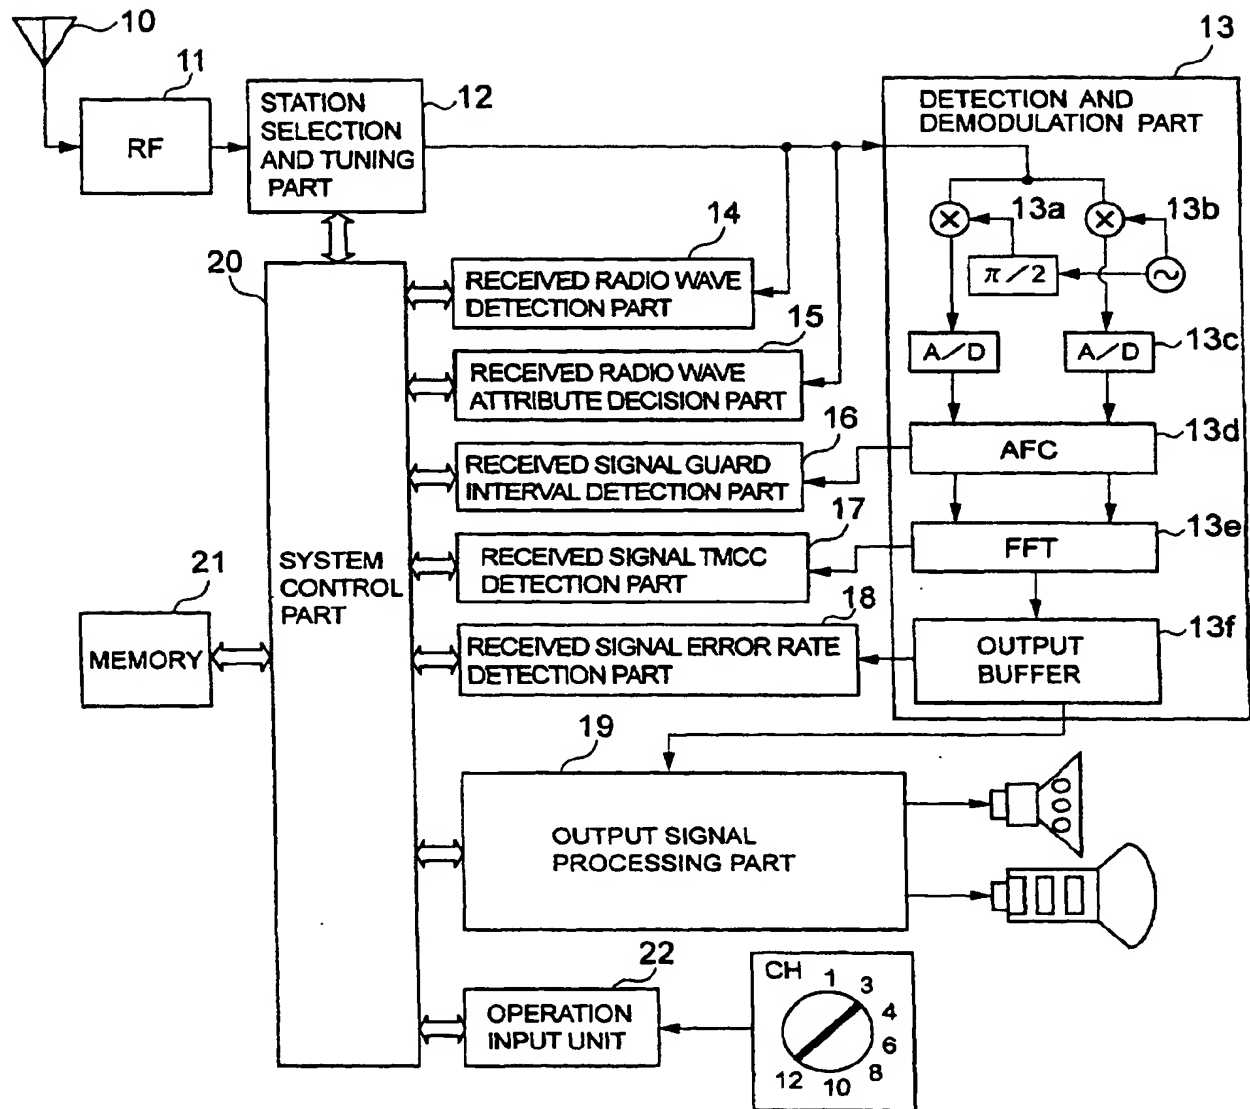 10
11
RF
STATION
SELECTION
AND TUNING
PART
12
13
DETECTION AND
DEMODULATION PART
13a
13b
π/2
A/D
A/D
13c
AFC
13d
FFT
13e
OUTPUT
BUFFER
13f
14
RECEIVED RADIO WAVE
DETECTION PART
15
RECEIVED RADIO WAVE
ATTRIBUTE DECISION PART
16
RECEIVED SIGNAL GUARD
INTERVAL DETECTION PART
17
RECEIVED SIGNAL TMCC
DETECTION PART
18
RECEIVED SIGNAL ERROR RATE
DETECTION PART
20
SYSTEM
CONTROL
PART
21
MEMORY
19
OUTPUT SIGNAL
PROCESSING PART
22
OPERATION
INPUT UNIT
CH
1
3
4
6
8
10
12